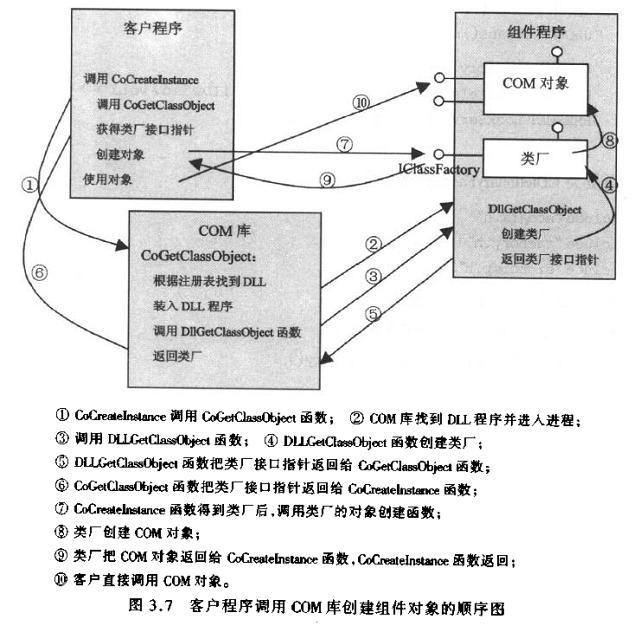 客户程序
调用 CoCreateInstance
调用 CoGetClassObject
获得类厂接口指针
创建对象
使用对象
组件程序
COM 对象
类厂
IClassFactory
DllGetClassObject
创建类厂
返回类厂接口指针
COM 库
CoGetClassObject：
根据注册表找到 DLL
装入 DLL 程序
调用 DllGetClassObject 函数
返回类厂
①
②
③
④
⑤
⑥
⑦
⑧
⑨
⑩
① CoCreateInstance 调用 CoGetClassObject 函数； ② COM 库找到 DLL 程序并进入进程；
③ 调用 DLLGetClassObject 函数； ④ DLLGetClassObject 函数创建类厂；
⑤ DLLGetClassObject 函数把类厂接口指针返回给 CoGetClassObject 函数；
⑥ CoGetClassObject 函数把类厂接口指针返回给 CoCreateInstance 函数；
⑦ CoCreateInstance 函数得到类厂后，调用类厂的对象创建函数；
⑧ 类厂创建 COM 对象；
⑨ 类厂把 COM 对象返回给 CoCreateInstance 函数，CoCreateInstance 函数返回；
⑩ 客户直接调用 COM 对象。
图 3.7 客户程序调用 COM 库创建组件对象的顺序图